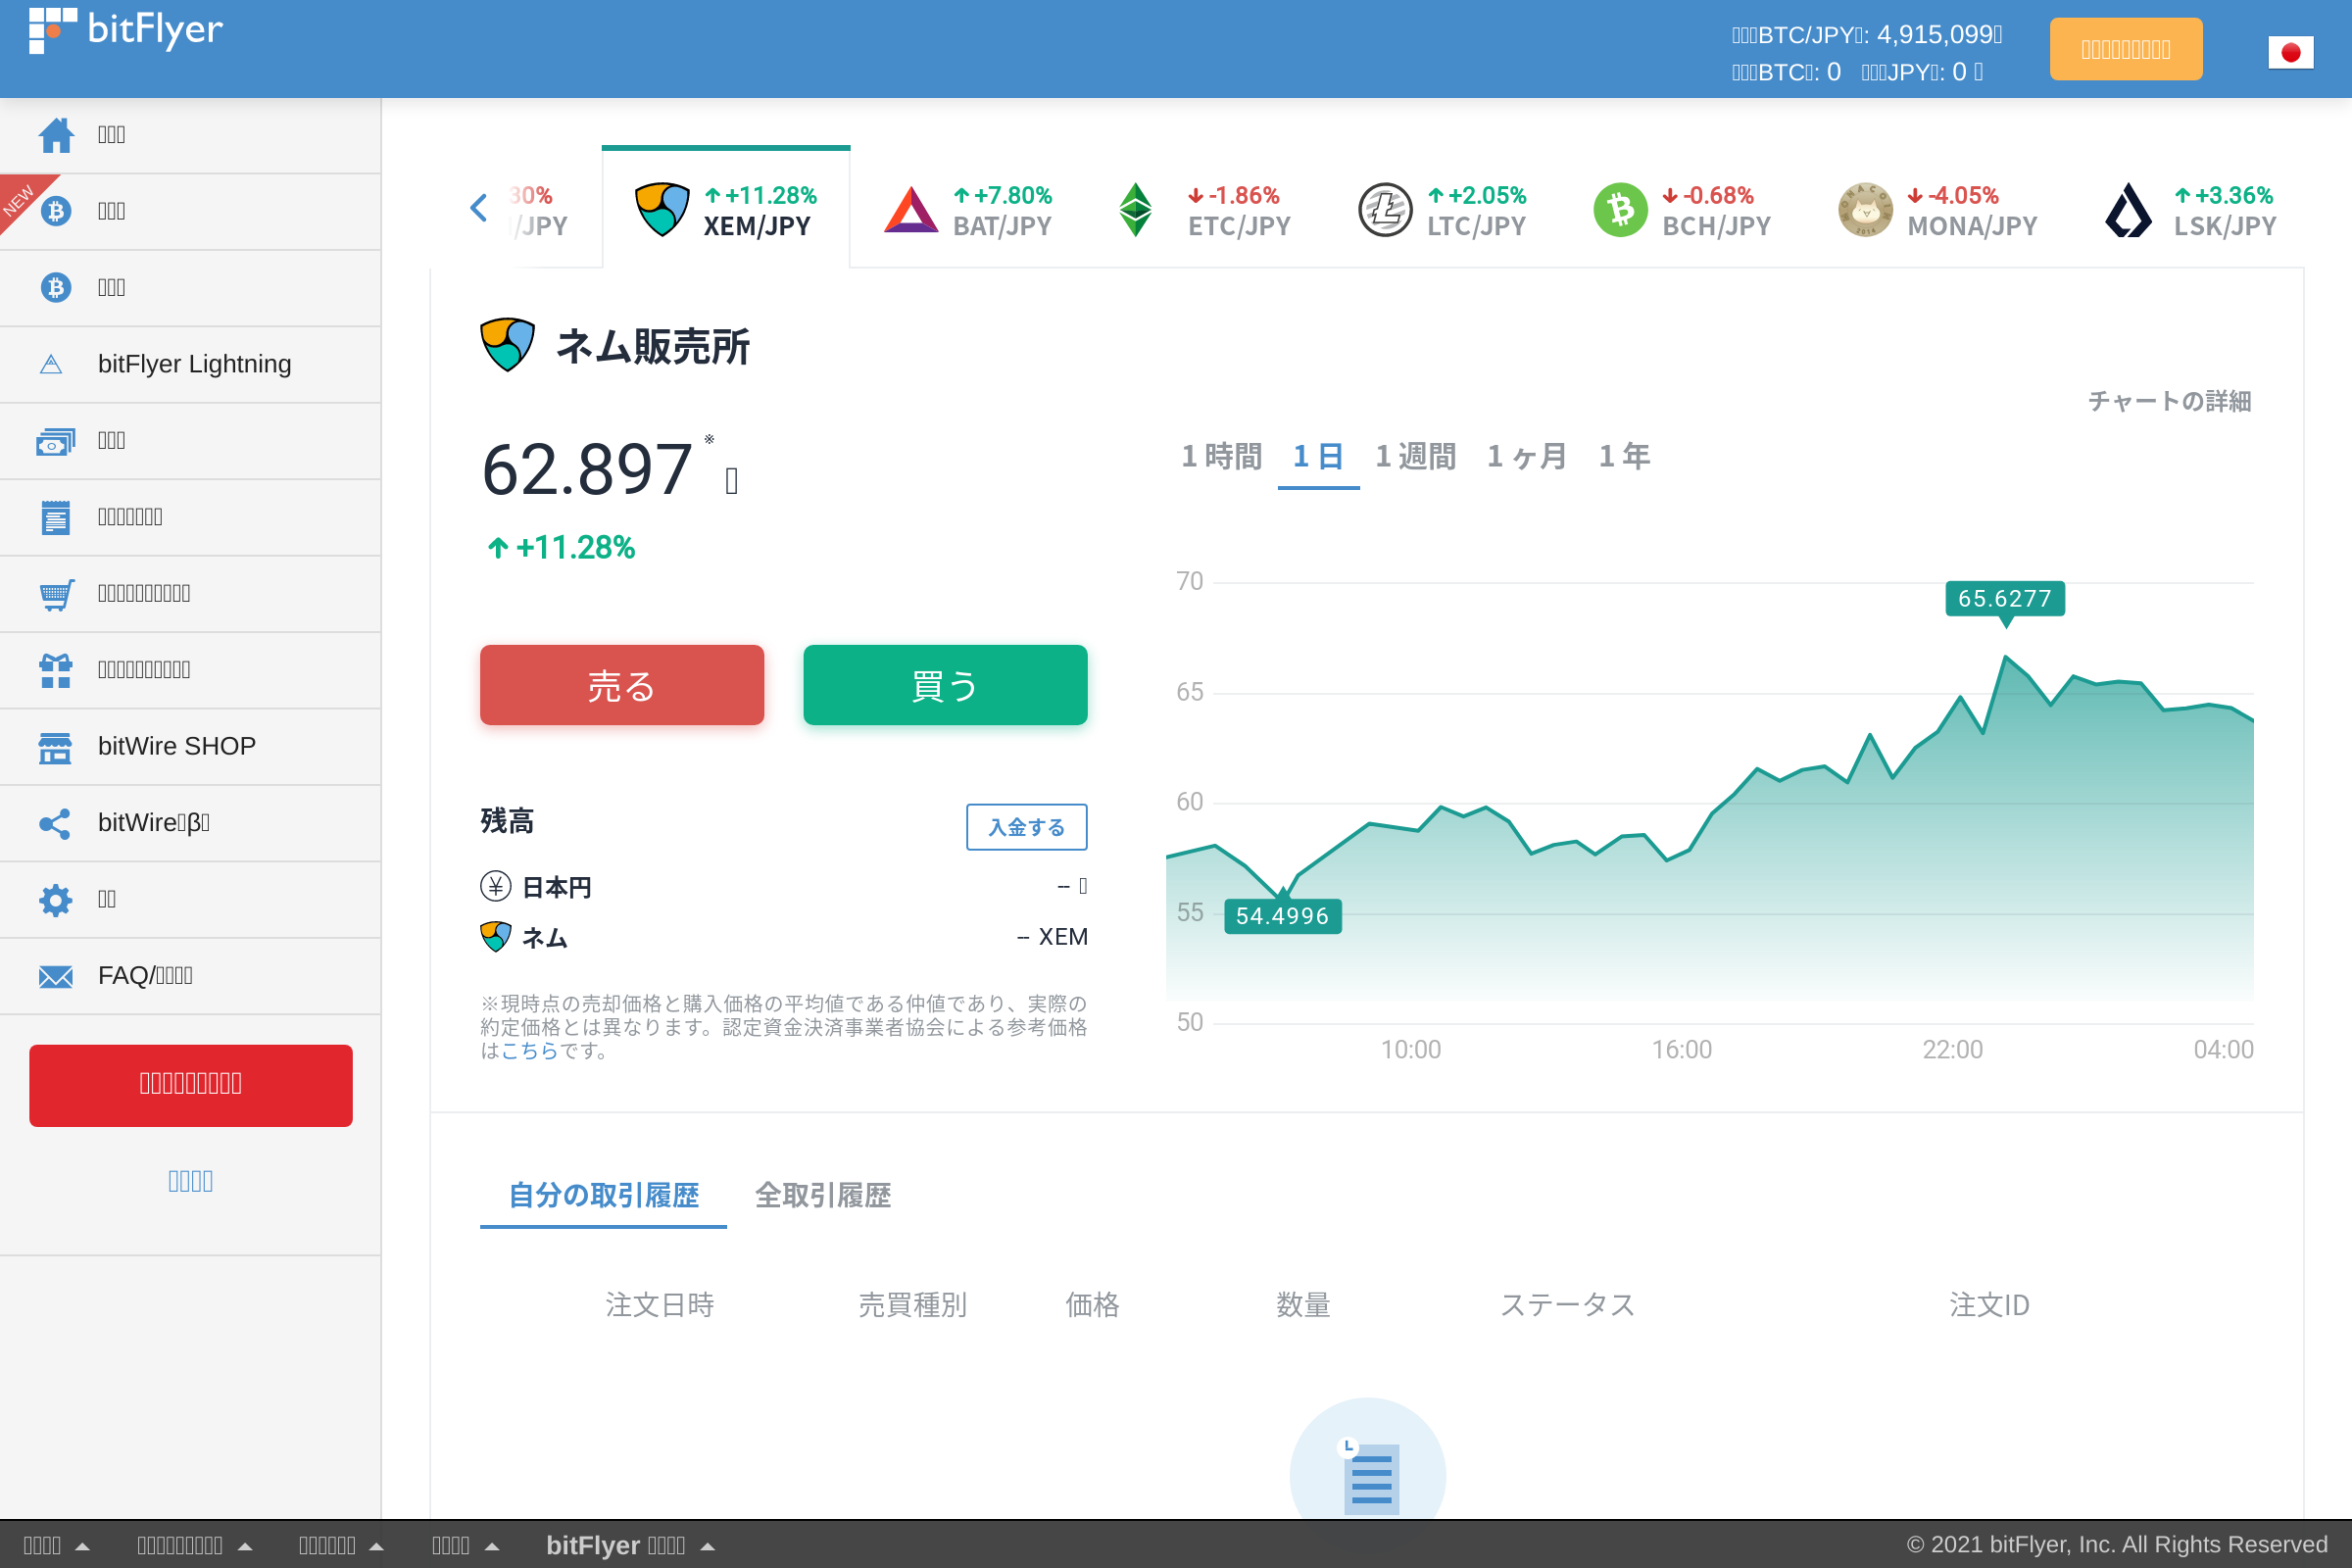 bitFlyer
BTC/JPY: 4,915,099
BTC: 0 JPY: 0
NEW
bitFlyer Lightning
bitWire SHOP
bitWire β
FAQ/
30% +11.28% +7.80% -1.86% +2.05% -0.68% -4.05% +3.36%
/JPY XEM/JPY BAT/JPY ETC/JPY LTC/JPY BCH/JPY MONA/JPY LSK/JPY
ネム販売所
チャートの詳細
62.897 ※
+11.28%
1 時間 1 日 1 週間 1 ヶ月 1 年
売る 買う
残高 入金する
日本円 --
ネム -- XEM
※現時点の売却価格と購入価格の平均値である仲値であり、実際の
約定価格とは異なります。認定資金決済事業者協会による参考価格
はこちらです。
70
65.6277
65
60
55
54.4996
50
10:00 16:00 22:00 04:00
自分の取引履歴 全取引履歴
注文日時 売買種別 価格 数量 ステータス 注文ID
bitFlyer
© 2021 bitFlyer, Inc. All Rights Reserved